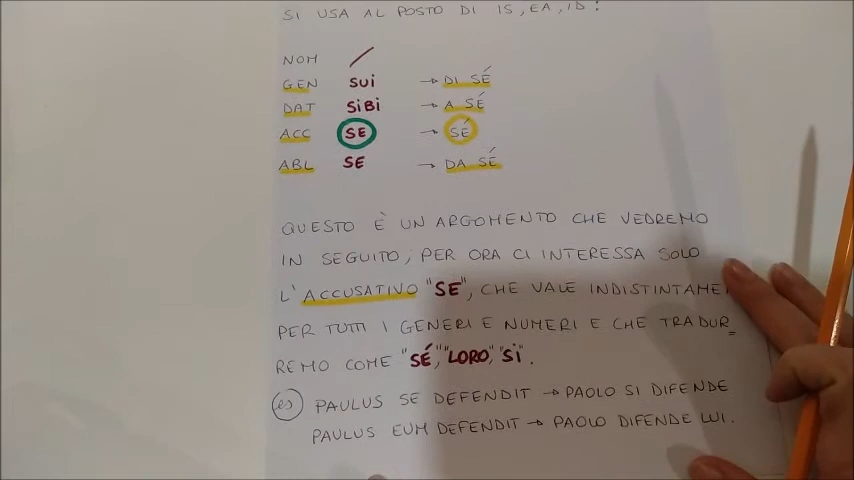 SI USA AL POSTO DI IS, EA, ID:
NOM /
GEN SUI → DI SÉ
DAT SIBI → A SÉ
ACC SE → SÉ
ABL SE → DA SÉ
QUESTO È UN ARGOMENTO CHE VEDREMO
IN SEGUITO; PER ORA CI INTERESSA SOLO
L'ACCUSATIVO "SE", CHE VALE
PER TUTTI I GENERI E NUMERI E CHE TRADUR=
REMO COME "SÉ", "LORO", "SI".
es PAULUS SE DEFENDIT → PAOLO SI DIFENDE
PAULUS EUM DEFENDIT → PAOLO DIFENDE LUI.